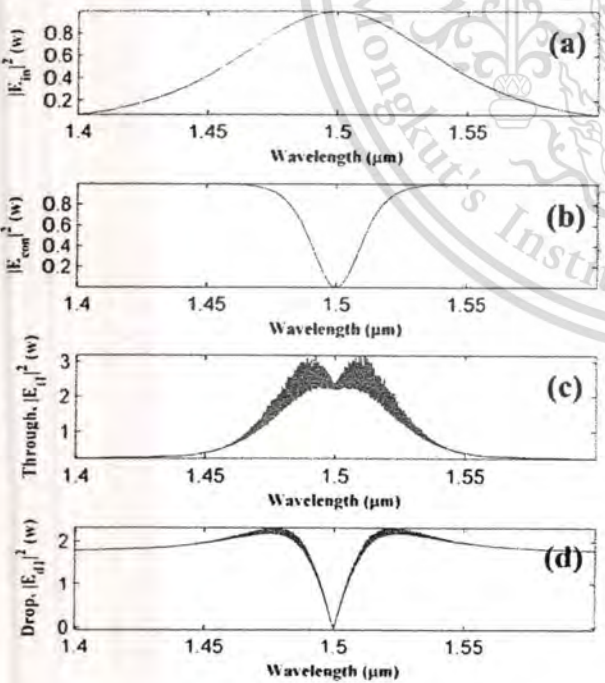 0.8
0.6
0.4
0.2
|E_in|² (w)
(a)
1.4 1.45 1.5 1.55
Wavelength (μm)
0.8
0.6
0.4
0.2
|E_con|² (w)
(b)
1.4 1.45 1.5 1.55
Wavelength (μm)
3
2
1
Through, |E_t1|² (w)
(c)
1.4 1.45 1.5 1.55
Wavelength (μm)
2
1
0
Drop, |E_d1|² (w)
(d)
1.4 1.45 1.5 1.55
Wavelength (μm)
Mongkut's Instit